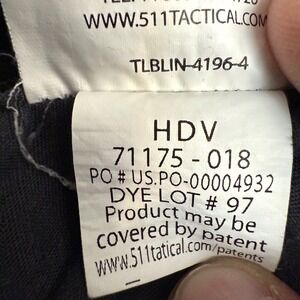 WWW.511TACTICAL.COM
TLBLIN-4196-4
HDV
71175 - 018
PO # US.PO-00004932
DYE LOT # 97
Product may be
covered by patent
www.511tatical.com/patents